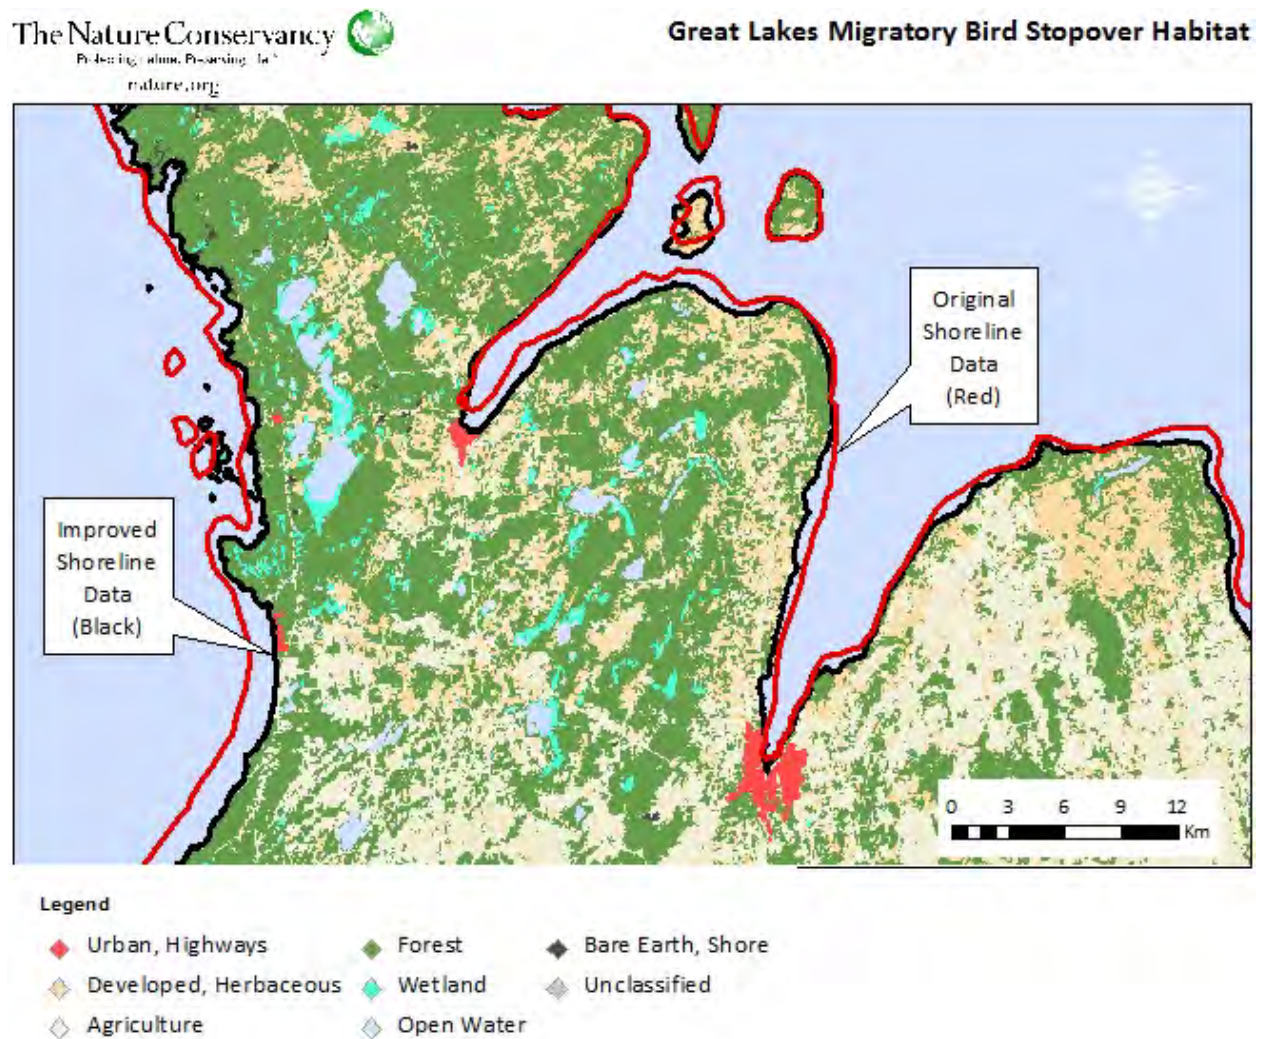 The Nature Conservancy
nature.org
Great Lakes Migratory Bird Stopover Habitat
Original
Shoreline
Data
(Red)
Improved
Shoreline
Data
(Black)
0 3 6 9 12
Km
Legend
Urban, Highways
Developed, Herbaceous
Agriculture
Forest
Wetland
Open Water
Bare Earth, Shore
Unclassified